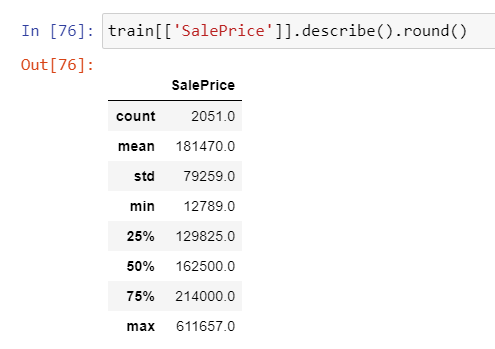 In [76]: train[['SalePrice']].describe().round()
Out[76]:
SalePrice
count 2051.0
mean 181470.0
std 79259.0
min 12789.0
25% 129825.0
50% 162500.0
75% 214000.0
max 611657.0